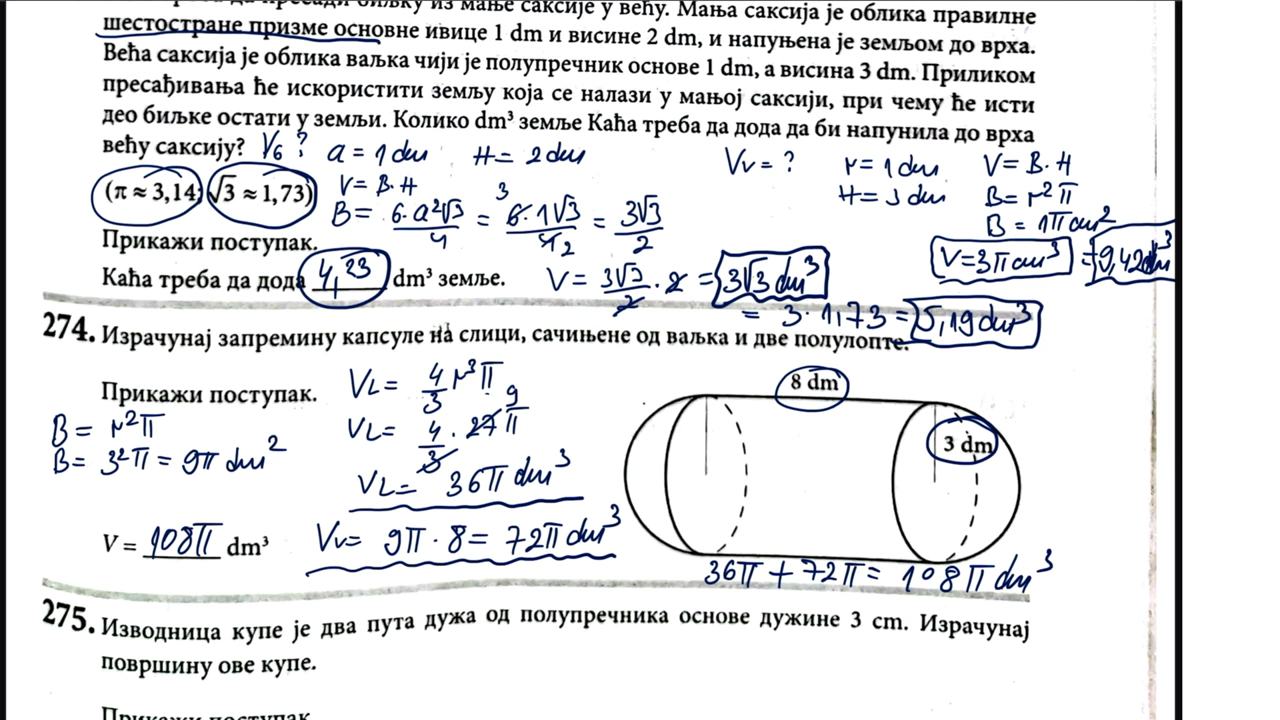 да пресади биљку из мање саксије у већу. Мања саксија је облика правилне
шестостране призме основне ивице 1 dm и висине 2 dm, и напуњена је земљом до врха.
Већа саксија је облика ваљка чији је полупречник основе 1 dm, а висина 3 dm. Приликом
пресађивања ће искористити земљу која се налази у мањој саксији, при чему ће исти
део биљке остати у земљи. Колико dm³ земље Каћа треба да дода да би напунила до врха
већу саксију? V₆ ? a = 1 dm H = 2 dm Vv = ? r = 1 dm V = B · H
(π ≈ 3,14; √3 ≈ 1,73) V = B · H H = 3 dm B = r²π
B = 6·a²√3/4 = 6·1√3/4 = 3√3/2 3 2 B = 1π dm²
Прикажи поступак. V = 3π dm³ = 9,42 dm³
Каћа треба да дода 4,23 dm³ земље. V = 3√3/2 · 2 = 3√3 dm³
= 3 · 1,73 = 5,19 dm³
274. Израчунај запремину капсуле на слици, сачињене од ваљка и две полулопте.
Прикажи поступак. VL = 4/3 r³π 8 dm
B = r²π VL = 4/3 · 27π 9
B = 3²π = 9π dm² 3 dm
VL = 36π dm³
V = 108π dm³ Vv = 9π · 8 = 72π dm³
36π + 72π = 108π dm³
275. Изводница купе је два пута дужа од полупречника основе дужине 3 cm. Израчунај
површину ове купе.
Прикажи поступак.